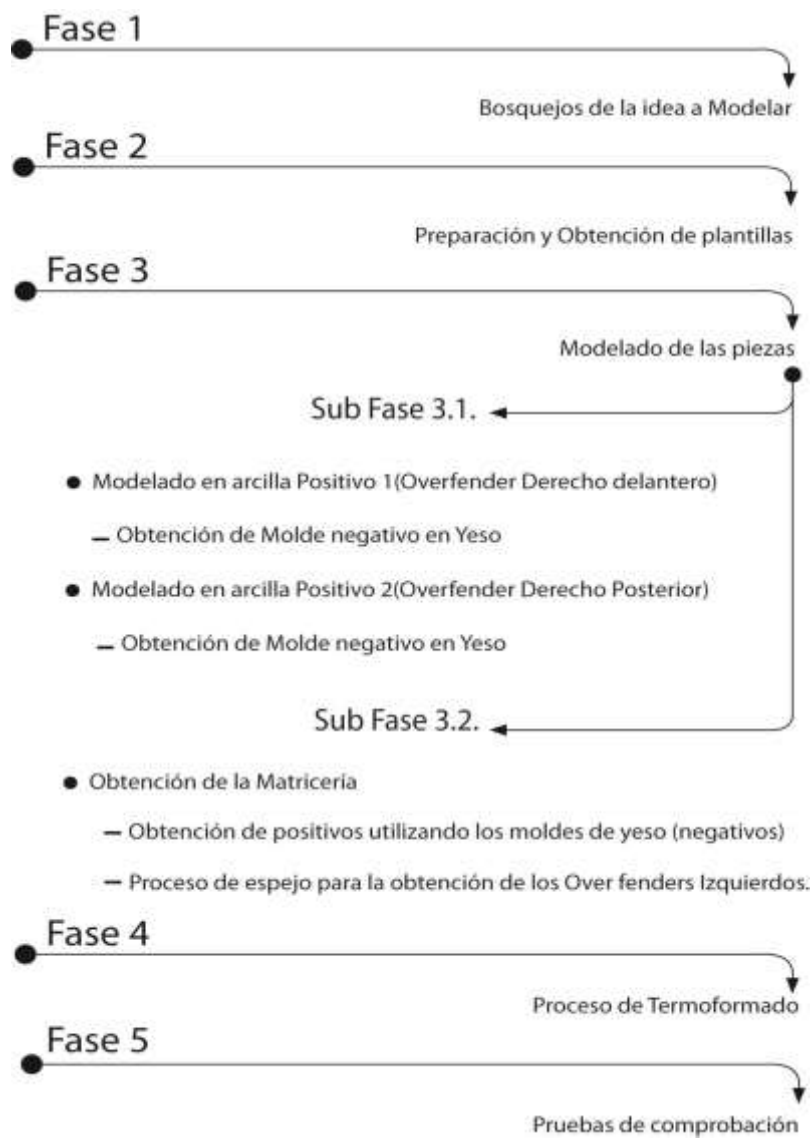 Fase 1
Bosquejos de la idea a Modelar
Fase 2
Preparación y Obtención de plantillas
Fase 3
Modelado de las piezas
Sub Fase 3.1.
Modelado en arcilla Positivo 1(Overfender Derecho delantero)
– Obtención de Molde negativo en Yeso
Modelado en arcilla Positivo 2(Overfender Derecho Posterior)
– Obtención de Molde negativo en Yeso
Sub Fase 3.2.
Obtención de la Matricería
– Obtención de positivos utilizando los moldes de yeso (negativos)
– Proceso de espejo para la obtención de los Over fenders Izquierdos.
Fase 4
Proceso de Termoformado
Fase 5
Pruebas de comprobación